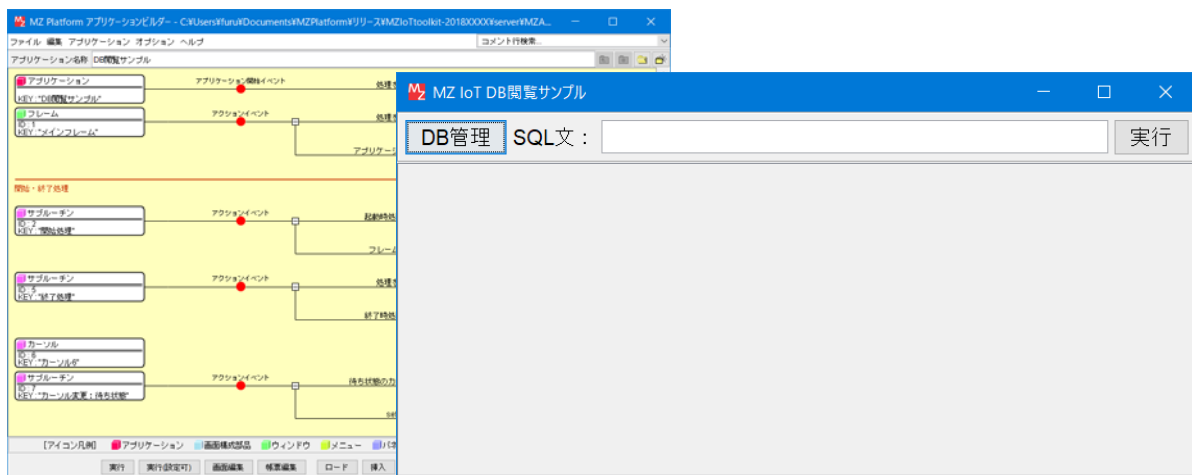 MZ Platform アプリケーションビルダー - C:¥Users¥furu¥Documents¥MZPlatform¥リリース¥MZIoTtoolkit-2018XXXX¥server¥MZA...
ファイル 編集 アプリケーション オプション ヘルプ
コメント行検索...
アプリケーション名称 DB閲覧サンプル
アプリケーション
アプリケーション開始イベント
KEY:"DB閲覧サンプル"
フレーム
アクションイベント
ID:1
KEY:"メインフレーム"
開始・終了処理
サブルーチン
アクションイベント
ID:2
KEY:"開始処理"
サブルーチン
アクションイベント
ID:5
KEY:"終了処理"
カーソル
ID:6
KEY:"カーソル6"
サブルーチン
アクションイベント
ID:7
KEY:"カーソル変更:待ち状態"
[アイコン凡例] アプリケーション 画面構成部品 ウィンドウ メニュー
実行 実行(設定可) 画面編集 帳票編集 ロード 挿入
MZ IoT DB閲覧サンプル
DB管理 SQL文: 実行